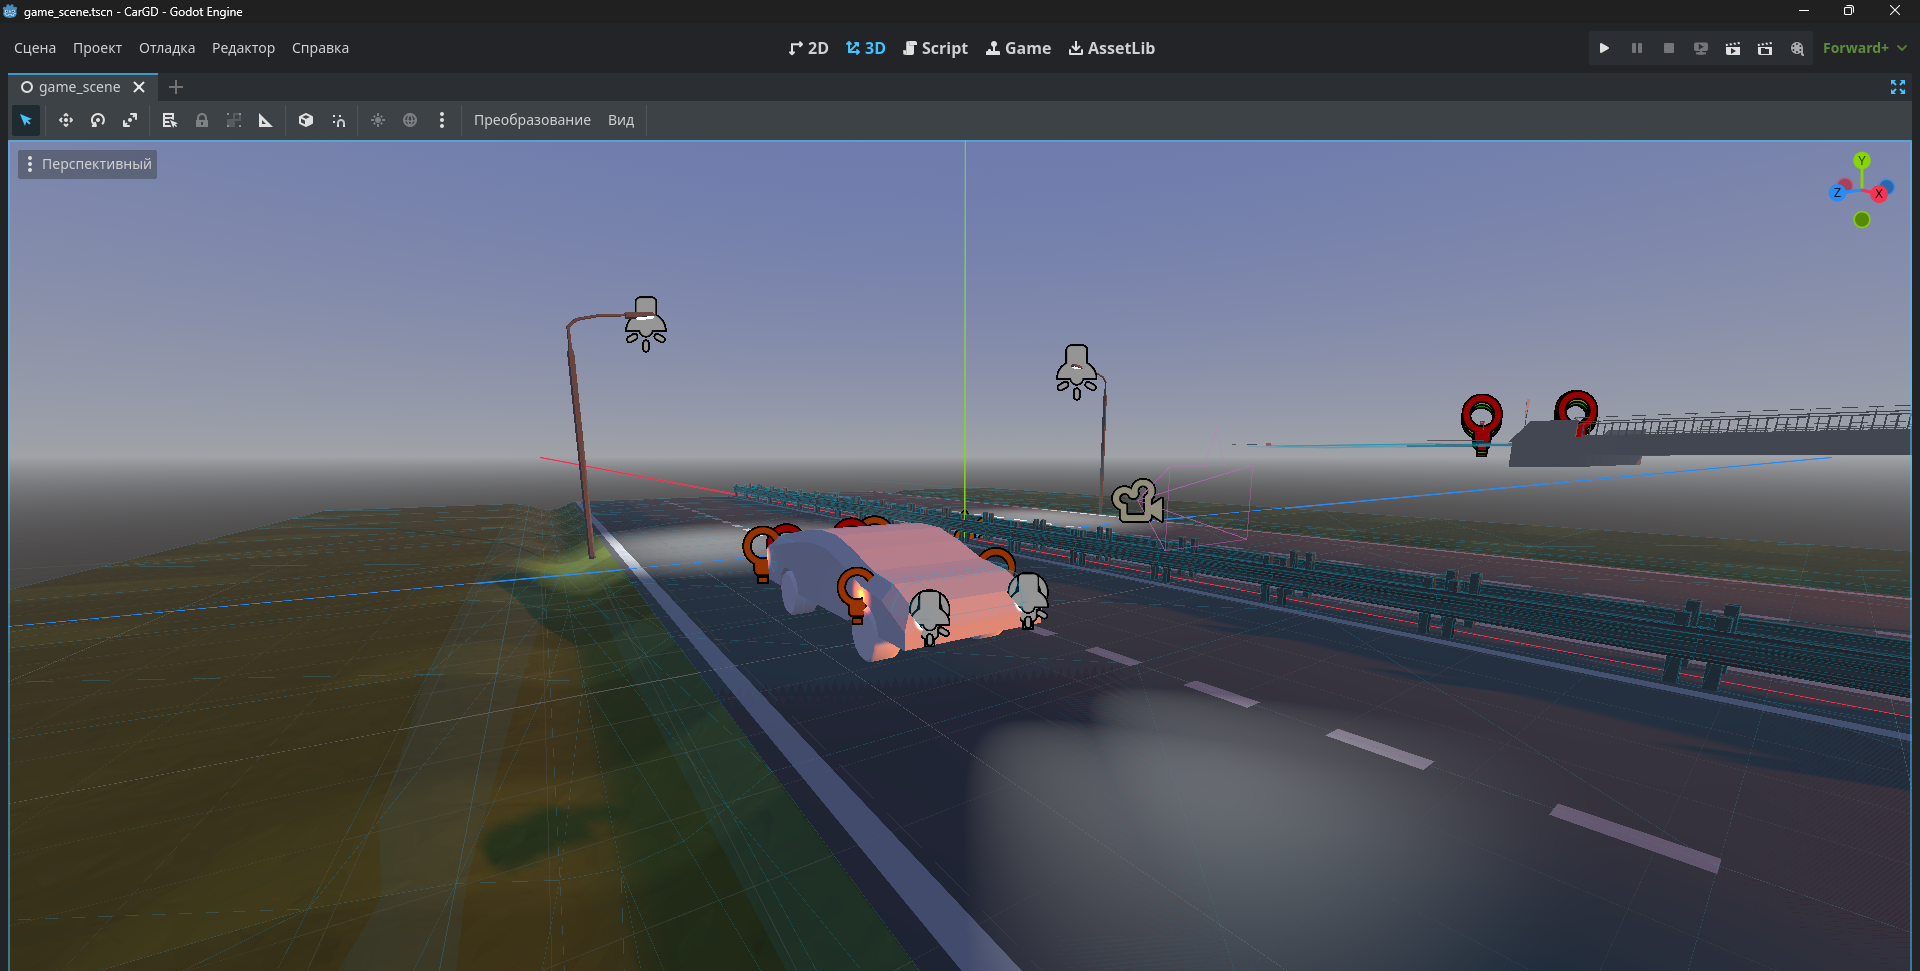 game_scene.tscn - CarGD - Godot Engine
Сцена Проект Отладка Редактор Справка 2D 3D Script Game AssetLib Forward+
game_scene
Преобразование Вид
Перспективный
Y
Z X